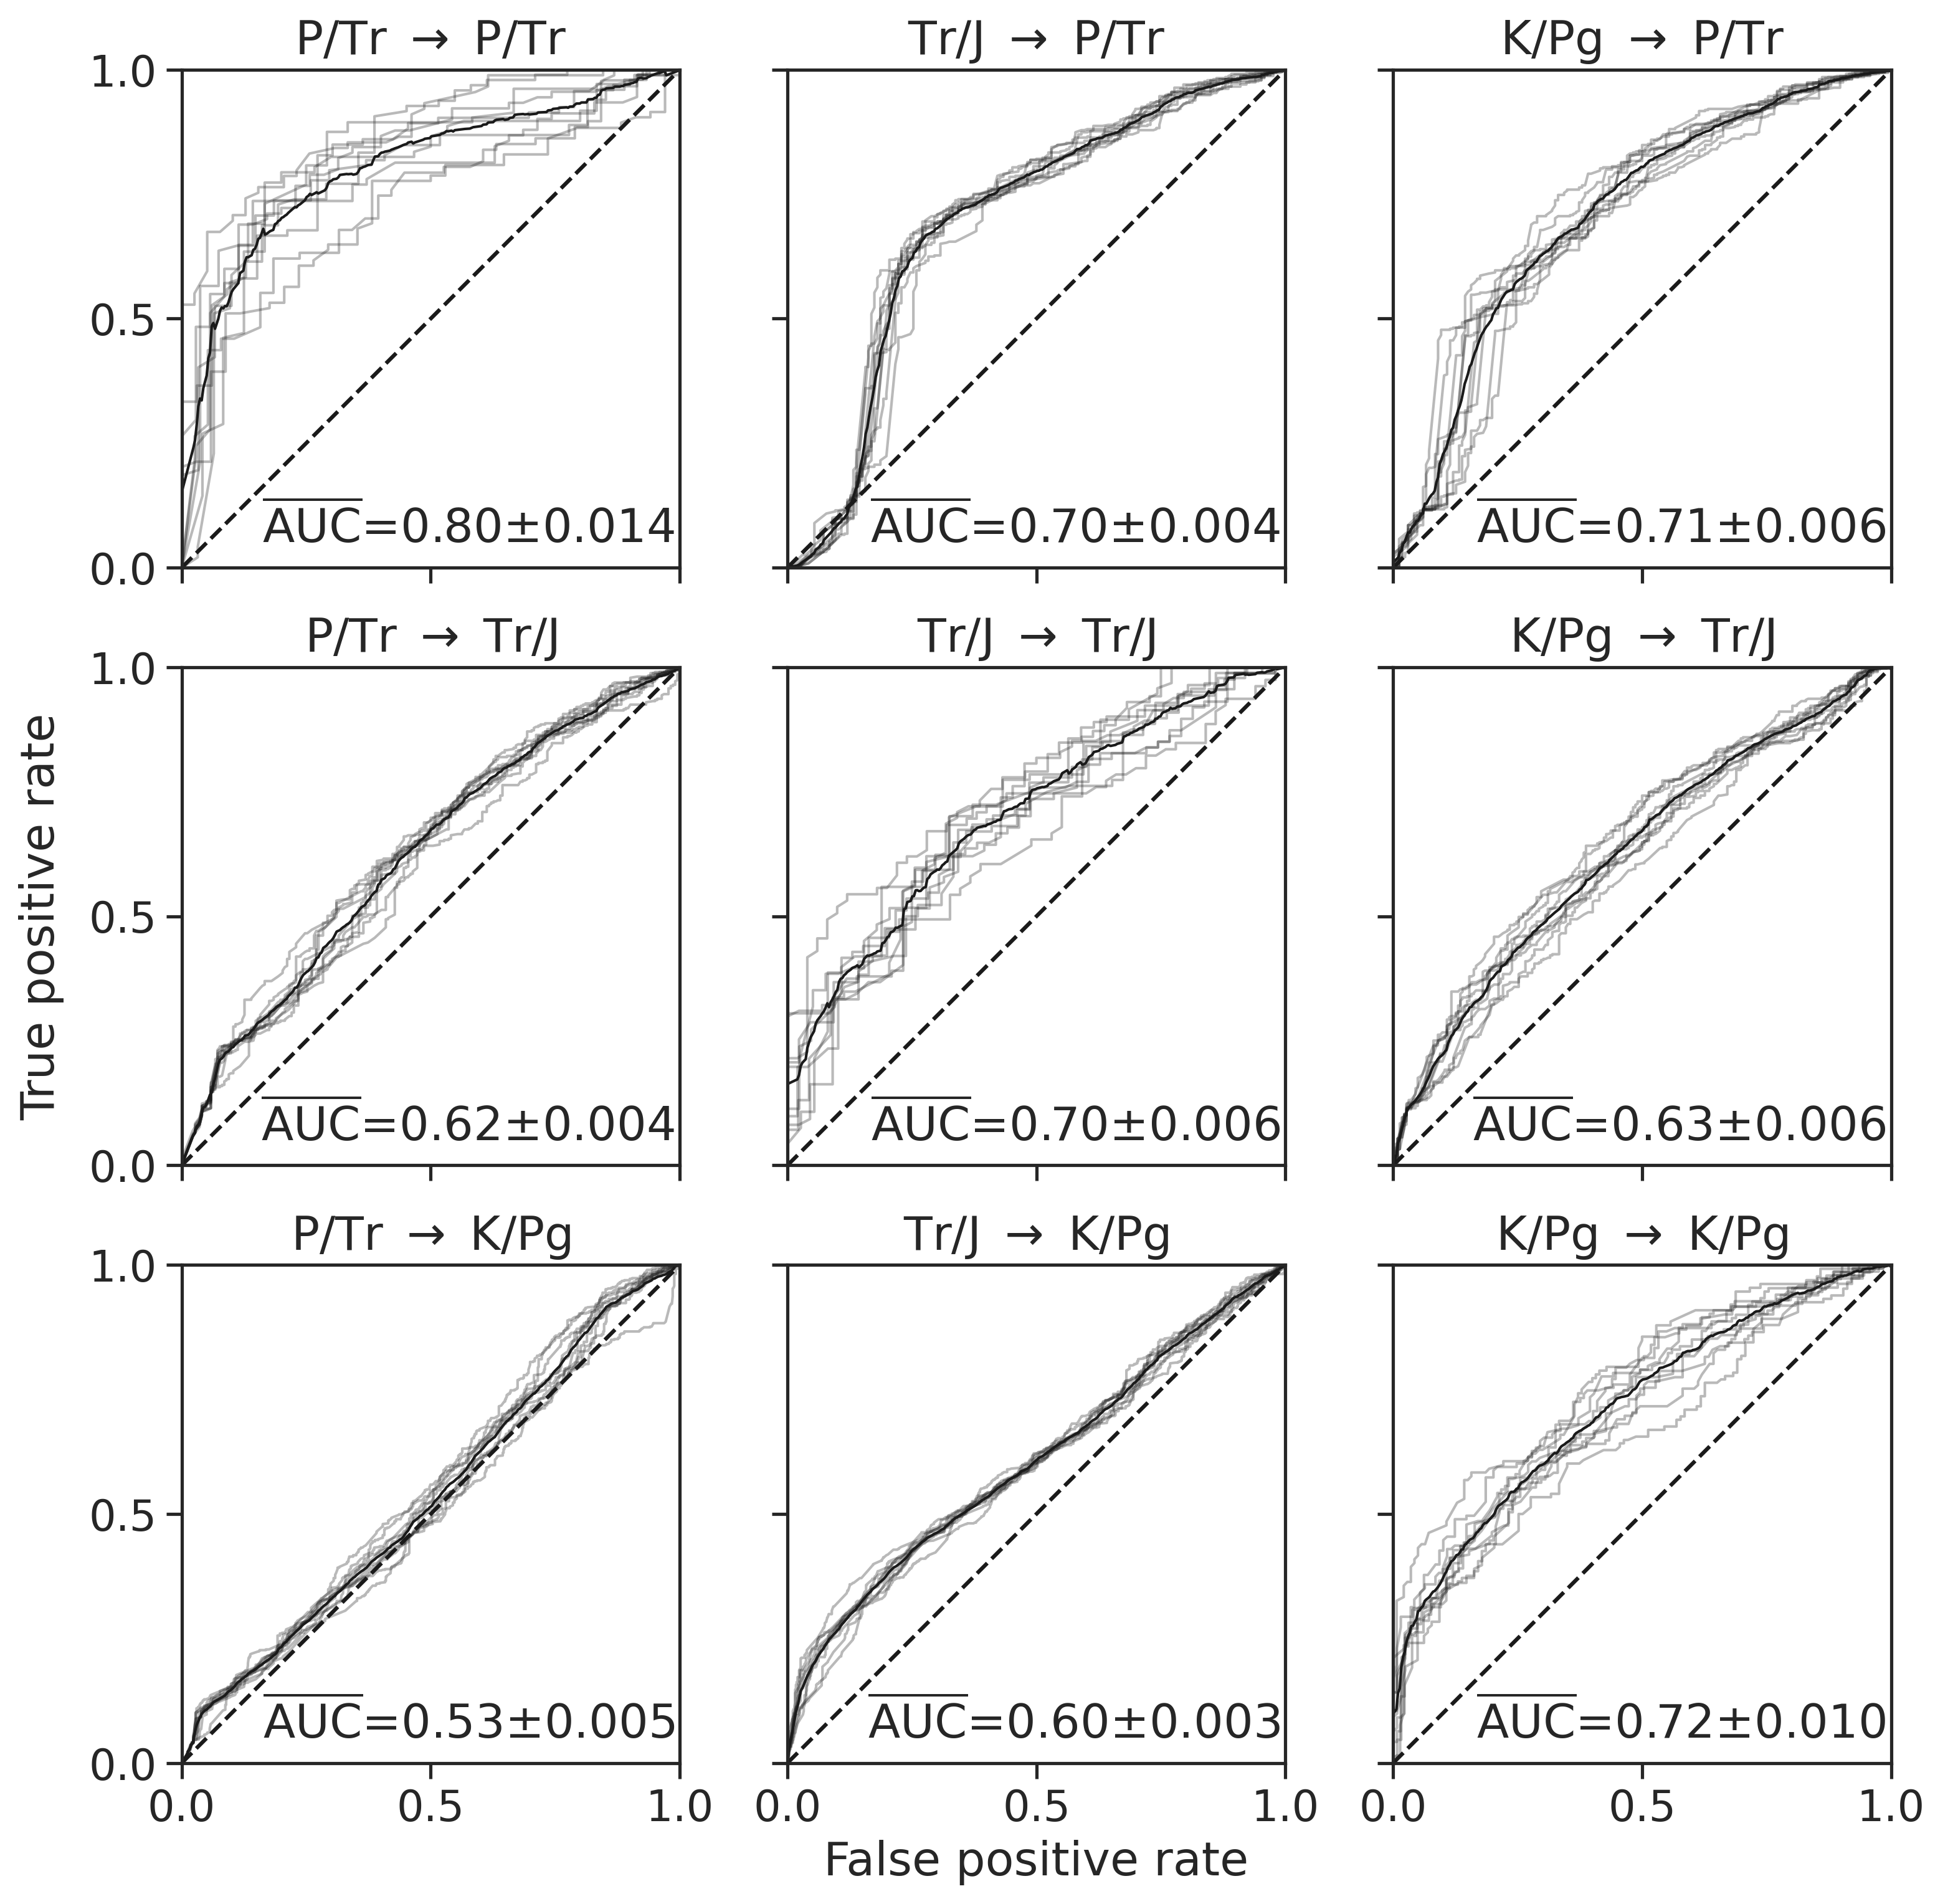 P/Tr → P/Tr
Tr/J → P/Tr
K/Pg → P/Tr
1.0
0.5
0.0
AUC=0.80±0.014
AUC=0.70±0.004
AUC=0.71±0.006
P/Tr → Tr/J
Tr/J → Tr/J
K/Pg → Tr/J
True positive rate
1.0
0.5
0.0
AUC=0.62±0.004
AUC=0.70±0.006
AUC=0.63±0.006
P/Tr → K/Pg
Tr/J → K/Pg
K/Pg → K/Pg
1.0
0.5
0.0
AUC=0.53±0.005
AUC=0.60±0.003
AUC=0.72±0.010
0.0 0.5 1.0
0.0 0.5 1.0
0.0 0.5 1.0
False positive rate